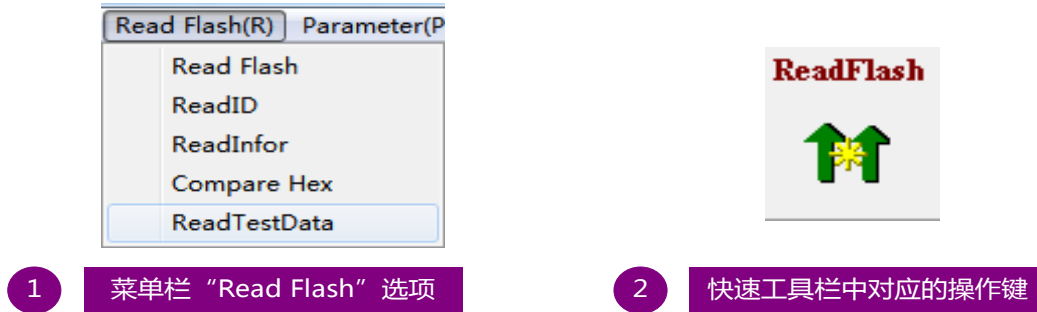 Read Flash(R) Parameter(P
Read Flash
ReadID
ReadInfor
Compare Hex
ReadTestData
ReadFlash
1 菜单栏“Read Flash”选项
2 快速工具栏中对应的操作键